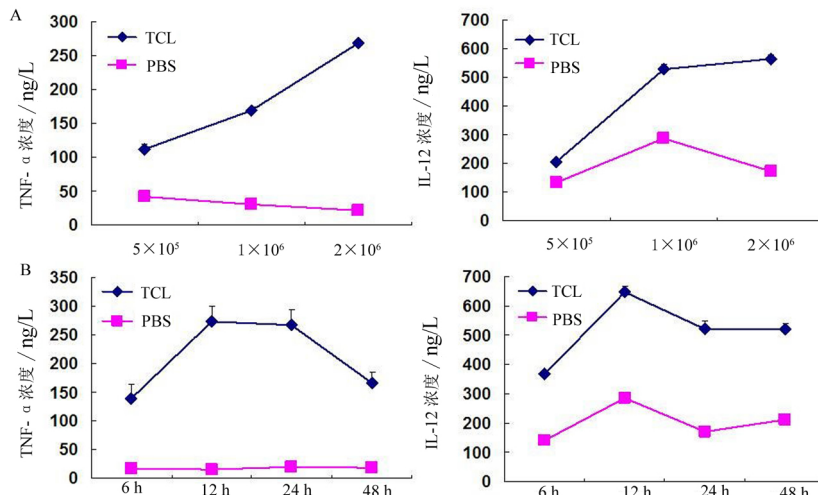 A
TNF- α 浓度 / ng/L
300
250
200
150
100
50
0
TCL
PBS
5×10⁵
1×10⁶
2×10⁶
IL-12 浓度 / ng/L
700
600
500
400
300
200
100
0
TCL
PBS
5×10⁵
1×10⁶
2×10⁶
B
TNF- α 浓度 / ng/L
350
300
250
200
150
100
50
0
TCL
PBS
6 h
12 h
24 h
48 h
IL-12 浓度 / ng/L
700
600
500
400
300
200
100
0
TCL
PBS
6 h
12 h
24 h
48 h